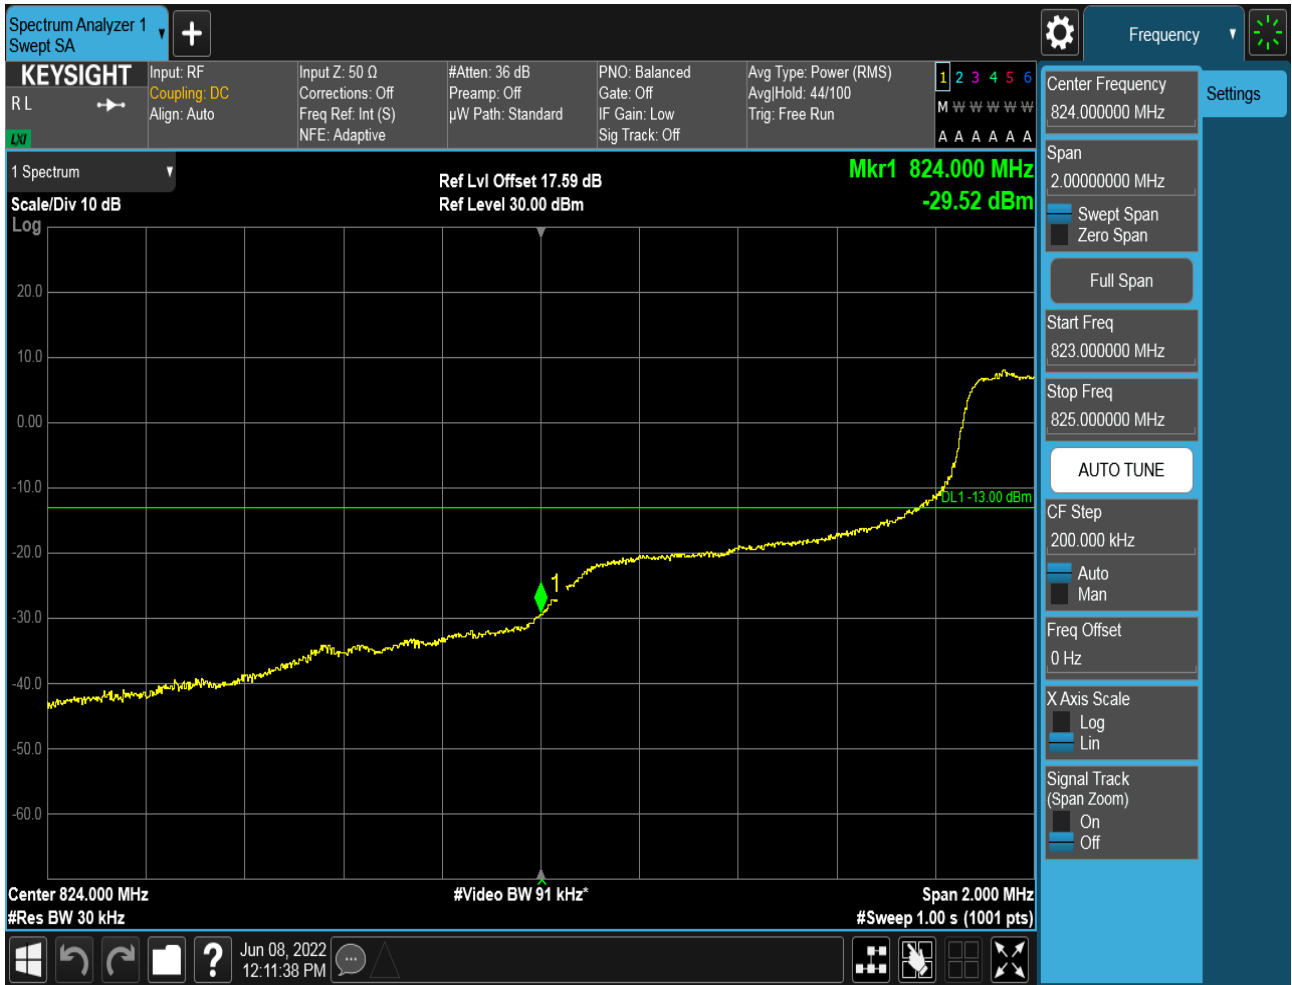 Spectrum Analyzer 1
Swept SA
Frequency
KEYSIGHT
R L
LXI
Input: RF
Coupling: DC
Align: Auto
Input Z: 50 Ω
Corrections: Off
Freq Ref: Int (S)
NFE: Adaptive
#Atten: 36 dB
Preamp: Off
µW Path: Standard
PNO: Balanced
Gate: Off
IF Gain: Low
Sig Track: Off
Avg Type: Power (RMS)
Avg|Hold: 44/100
Trig: Free Run
1 2 3 4 5 6
M W W W W W
A A A A A A
1 Spectrum
Scale/Div 10 dB
Log
Ref Lvl Offset 17.59 dB
Ref Level 30.00 dBm
Mkr1 824.000 MHz
-29.52 dBm
20.0
10.0
0.00
-10.0
-20.0
-30.0
-40.0
-50.0
-60.0
DL1 -13.00 dBm
1
Center 824.000 MHz
#Res BW 30 kHz
#Video BW 91 kHz*
Span 2.000 MHz
#Sweep 1.00 s (1001 pts)
Jun 08, 2022
12:11:38 PM
?
Center Frequency
824.000000 MHz
Settings
Span
2.00000000 MHz
Swept Span
Zero Span
Full Span
Start Freq
823.000000 MHz
Stop Freq
825.000000 MHz
AUTO TUNE
CF Step
200.000 kHz
Auto
Man
Freq Offset
0 Hz
X Axis Scale
Log
Lin
Signal Track
(Span Zoom)
On
Off